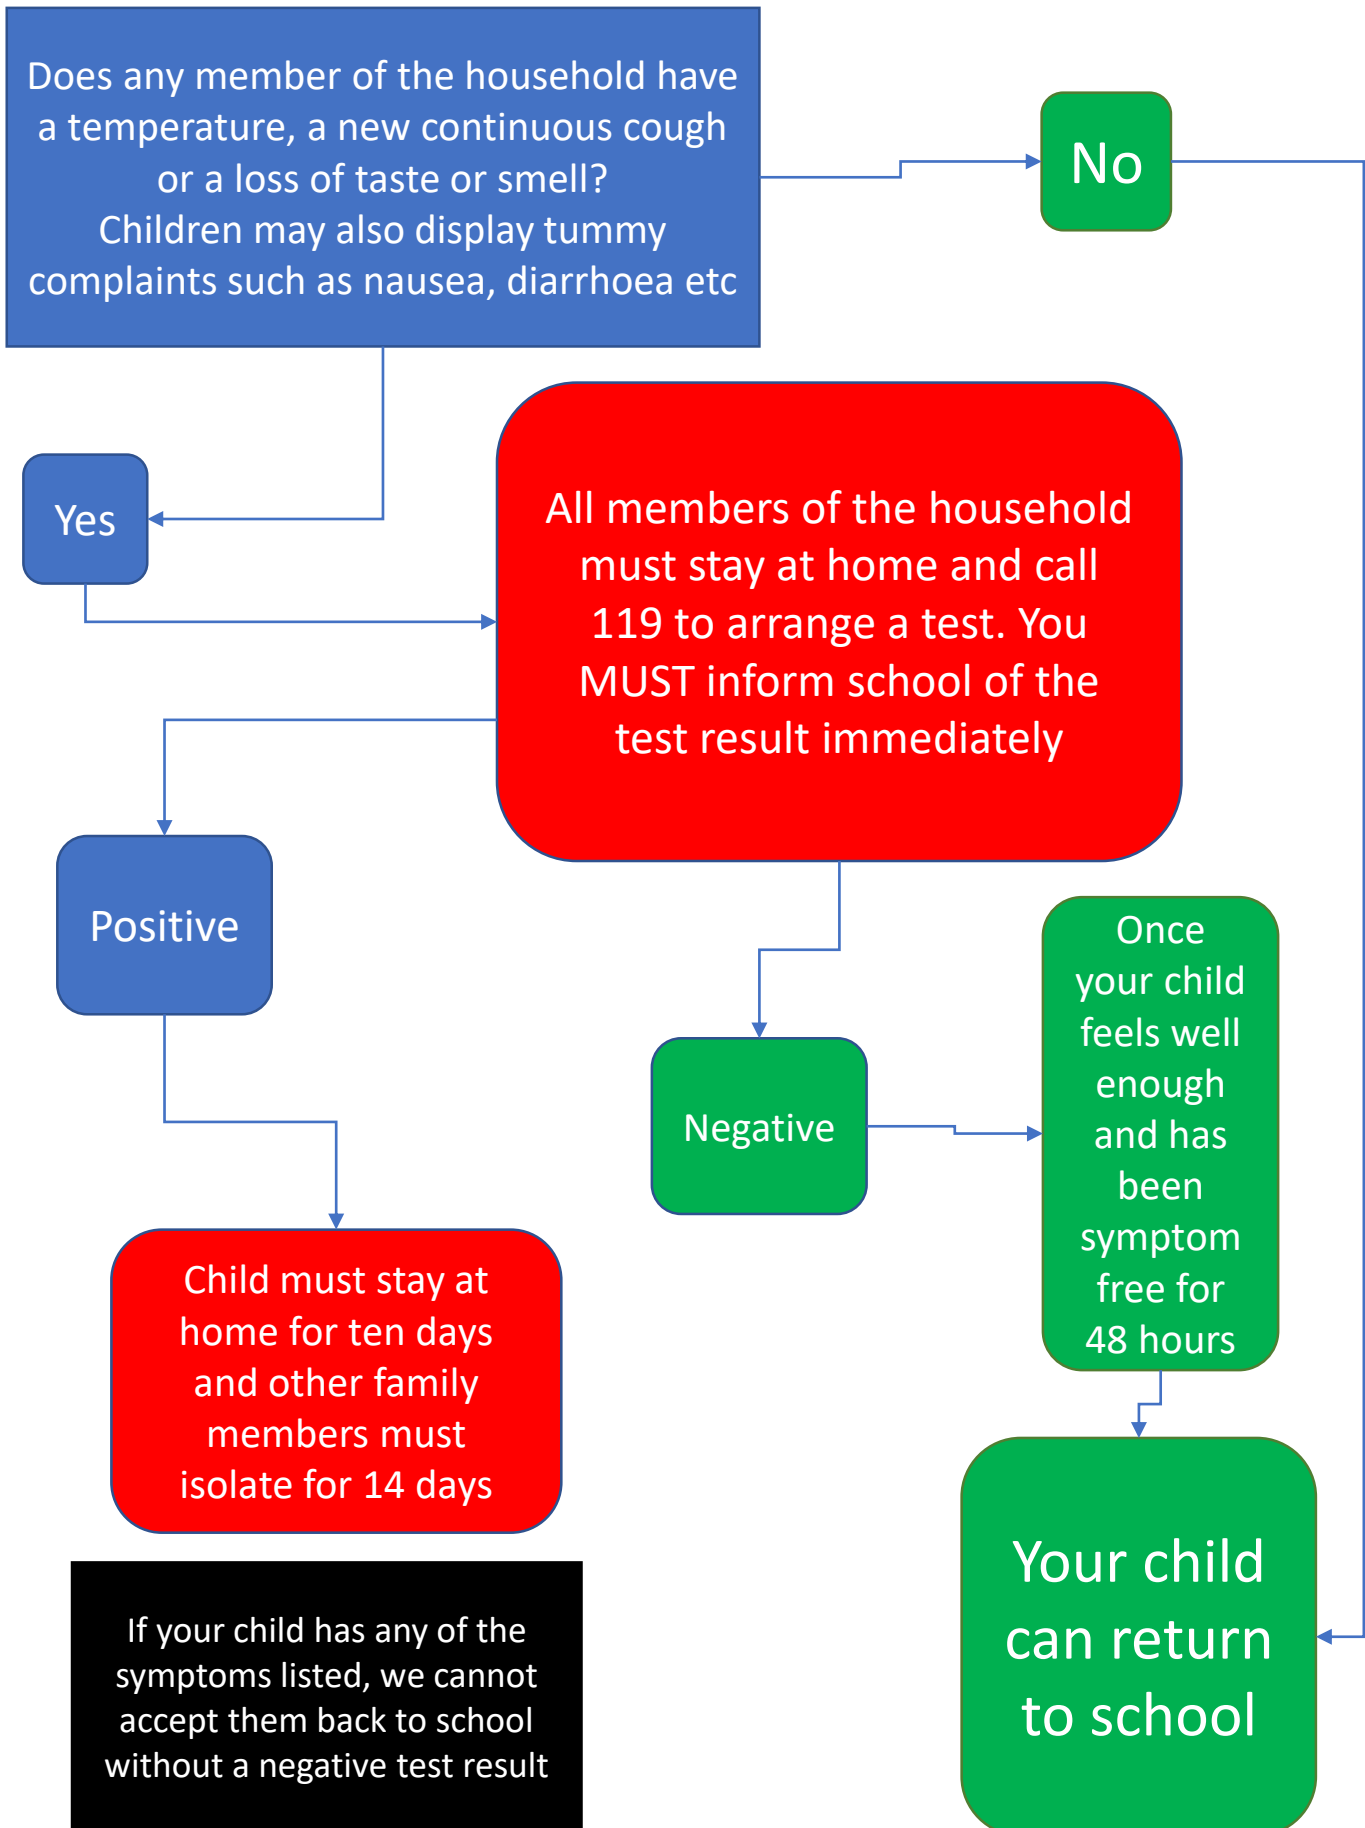 Does any member of the household have
a temperature, a new continuous cough
or a loss of taste or smell?
Children may also display tummy
complaints such as nausea, diarrhoea etc
No
Yes
All members of the household
must stay at home and call
119 to arrange a test. You
MUST inform school of the
test result immediately
Positive
Negative
Once
your child
feels well
enough
and has
been
symptom
free for
48 hours
Child must stay at
home for ten days
and other family
members must
isolate for 14 days
Your child
can return
to school
If your child has any of the
symptoms listed, we cannot
accept them back to school
without a negative test result